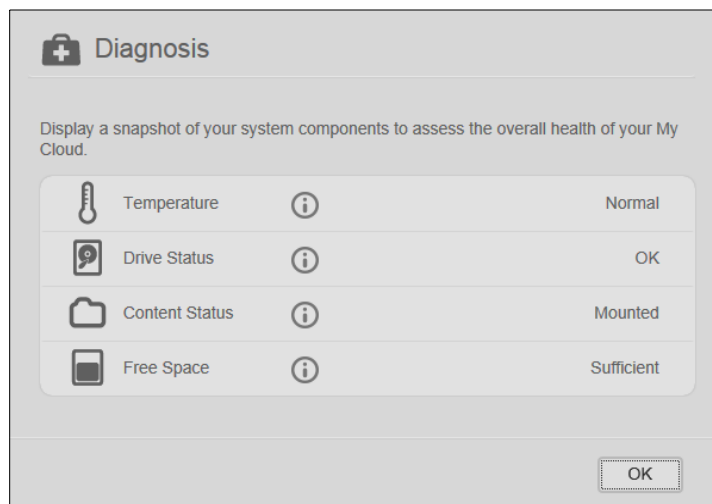 Diagnosis
Display a snapshot of your system components to assess the overall health of your My
Cloud.
Temperature Normal
Drive Status OK
Content Status Mounted
Free Space Sufficient
OK